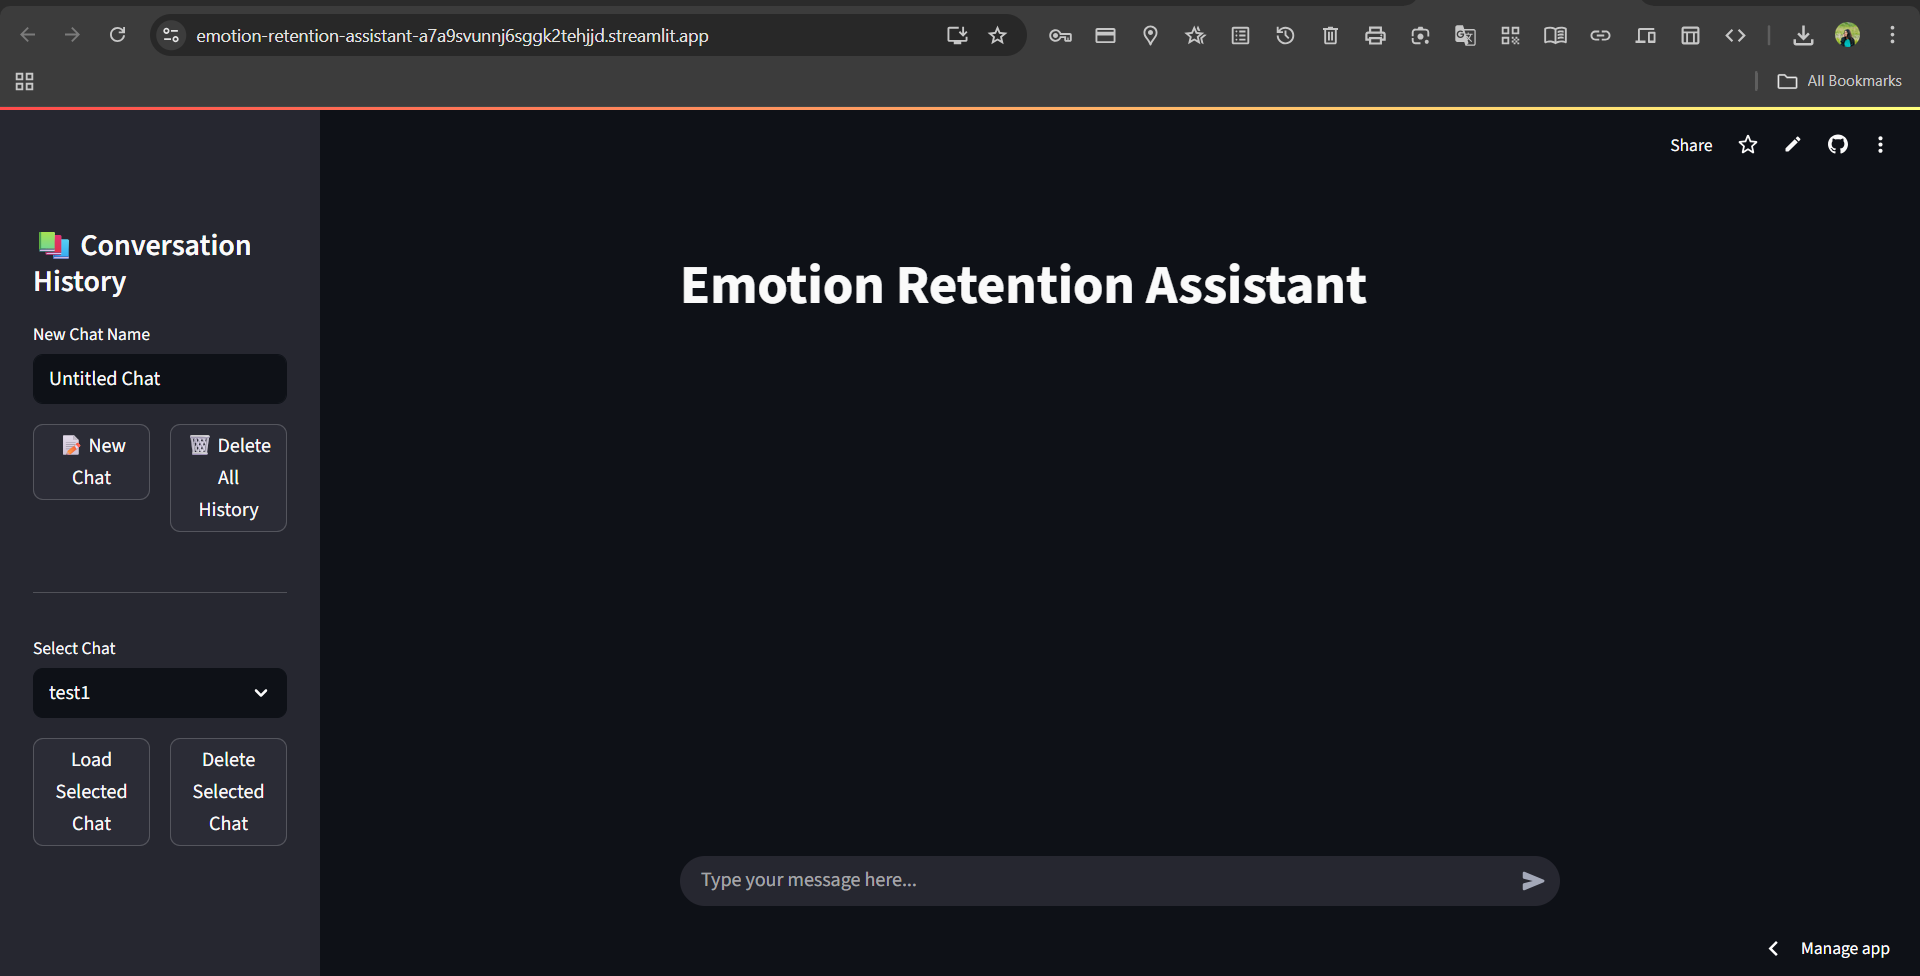 emotion-retention-assistant-a7a9svunnj6sggk2tehjjd.streamlit.app
All Bookmarks
Share
Conversation
History
New Chat Name
Untitled Chat
New
Chat
Delete
All
History
Select Chat
test1
Load
Selected
Chat
Delete
Selected
Chat
Emotion Retention Assistant
Type your message here...
Manage app